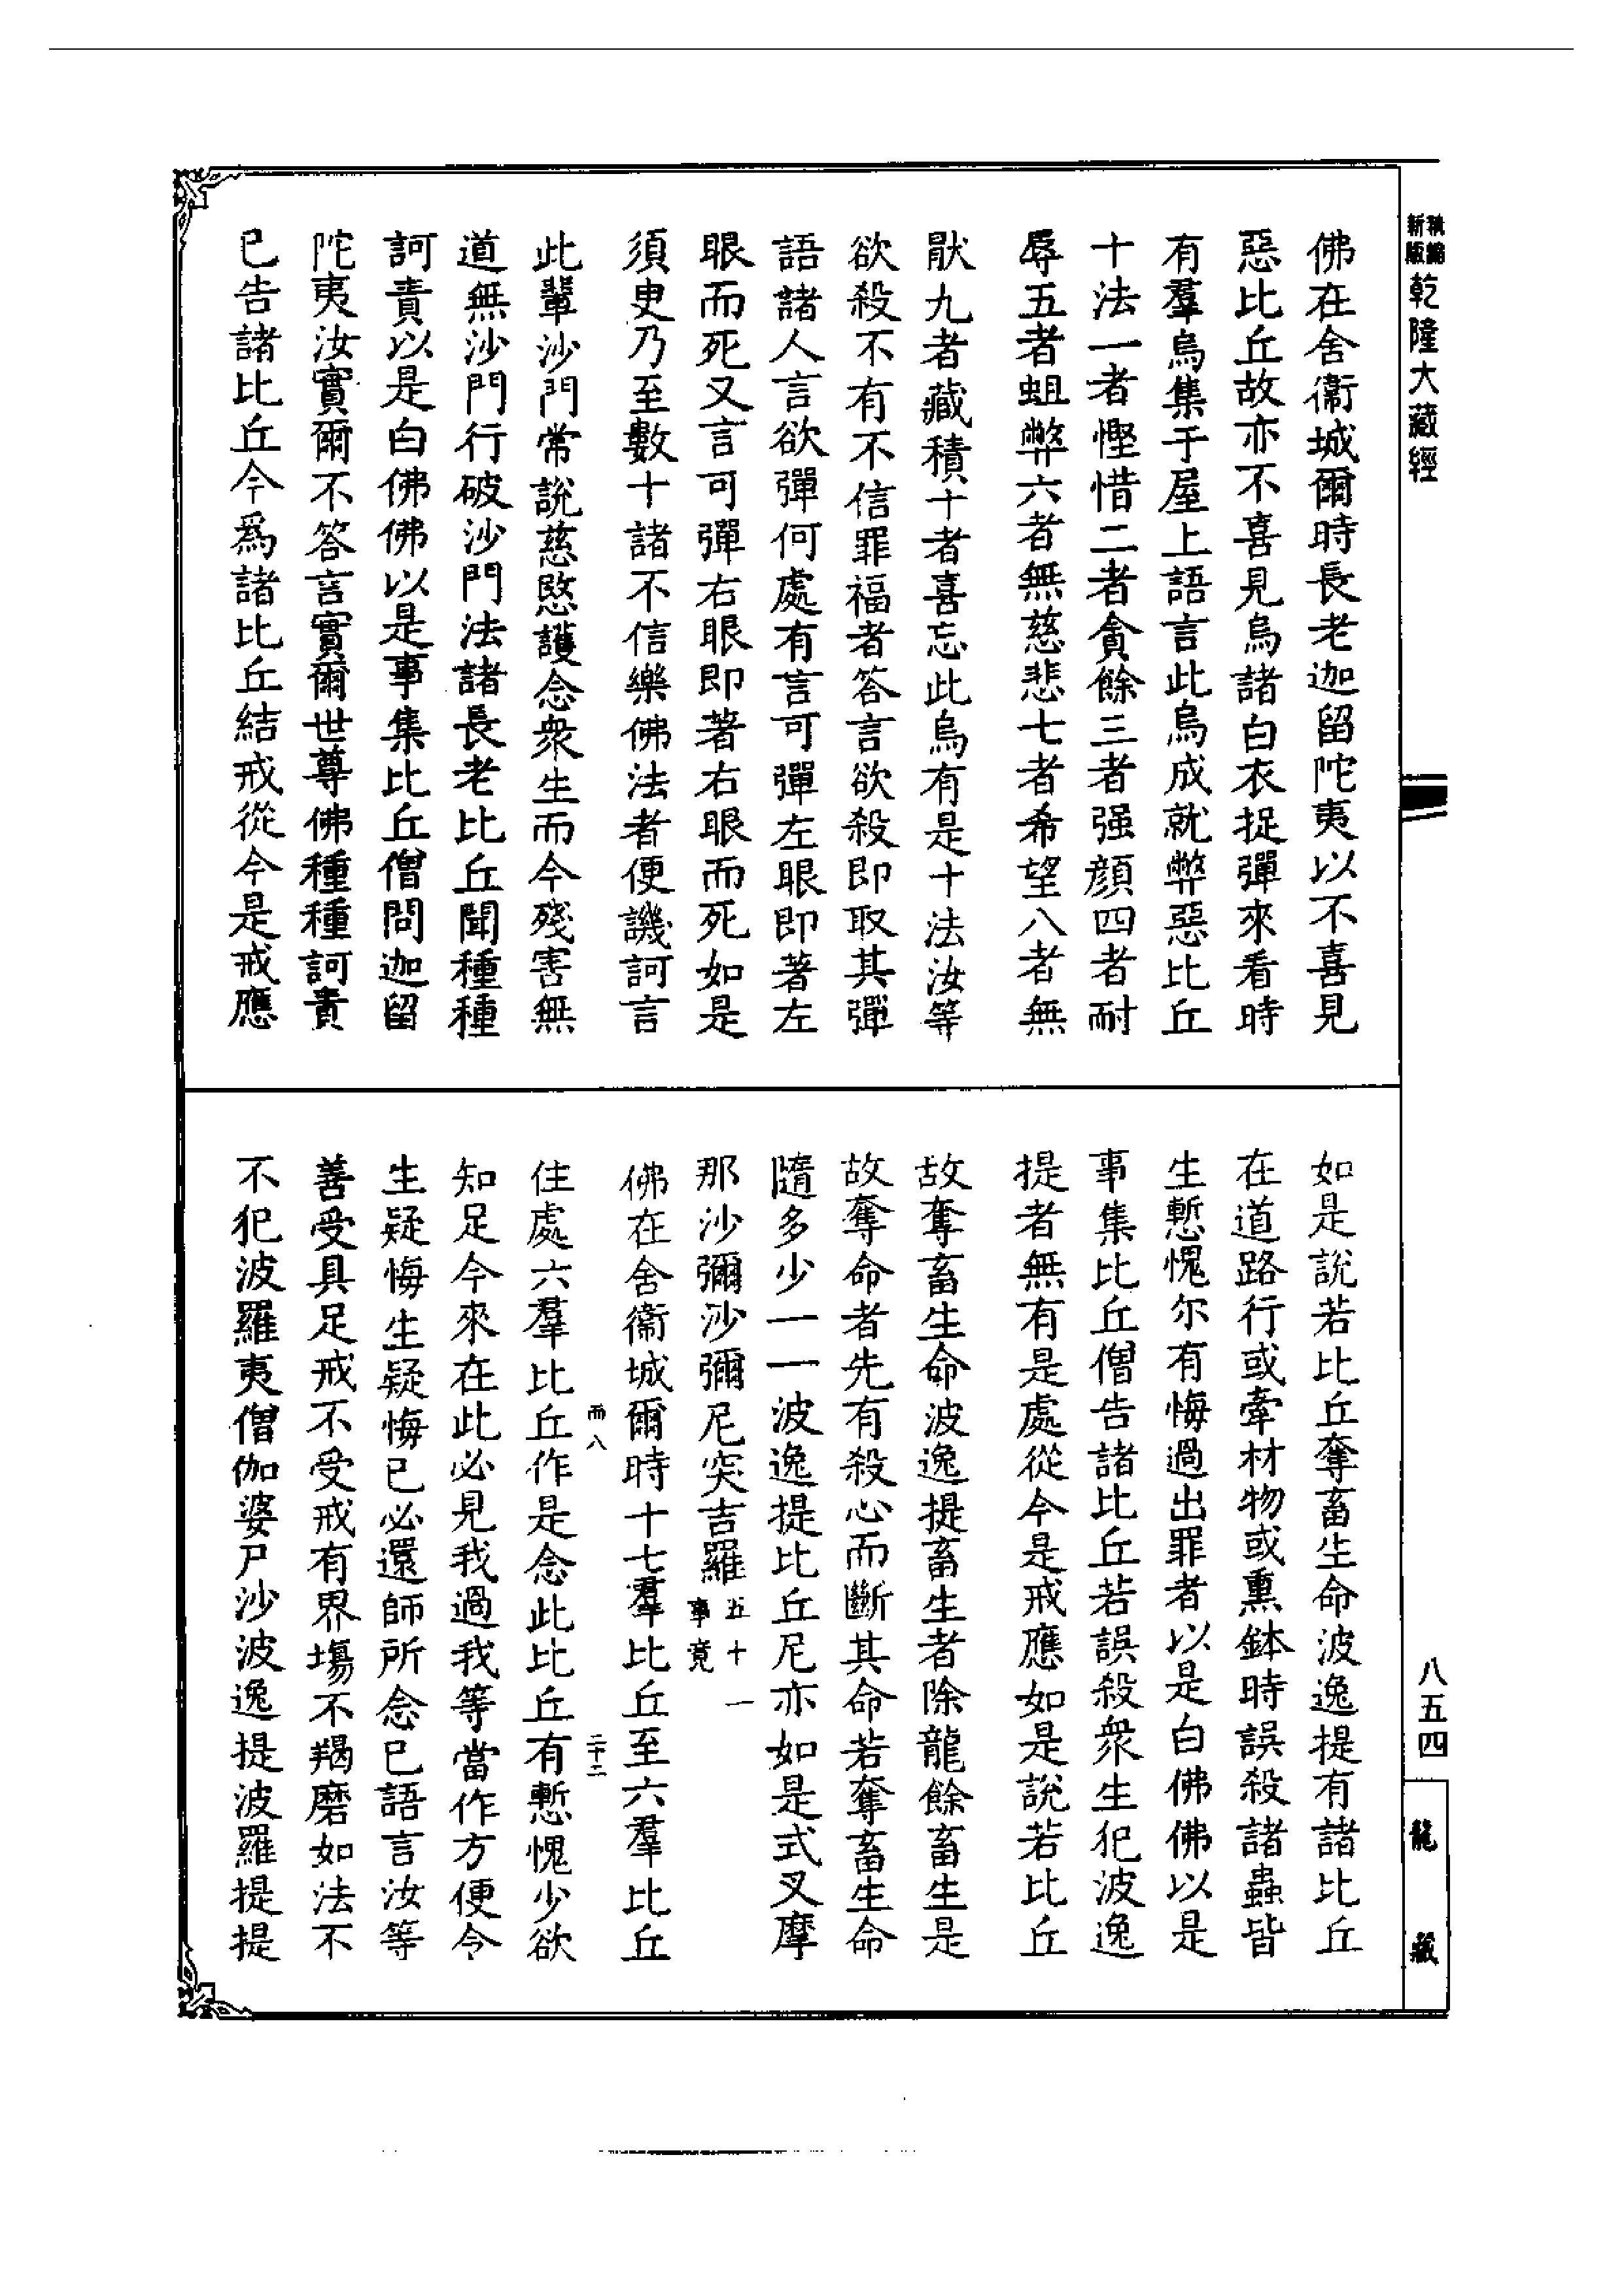 新版精編乾隆大藏經
佛在舍衞城爾時長老迦留陀夷以不喜見
惡比丘故亦不喜見烏諸白衣捉彈來看時
有羣烏集于屋上語言此烏成就弊惡比丘
十法一者慳惜二者貪餘三者强顏四者耐
辱五者蛆弊六者無慈悲七者希望八者無
猒九者藏積十者喜忘此烏有是十法汝等
欲殺不有不信罪福者答言欲殺即取其彈
語諸人言欲彈何處有言可彈左眼即著左
眼而死又言可彈右眼即著右眼而死如是
須臾乃至數十諸不信樂佛法者便譏訶言
此輩沙門常說慈愍護念衆生而今殘害無
道無沙門行破沙門法諸長老比丘聞種種
訶責以是白佛佛以是事集比丘僧問迦留
陀夷汝實爾不答言實爾世尊佛種種訶責
已告諸比丘今爲諸比丘結戒從今是戒應
如是說若比丘奪畜生命波逸提有諸比丘
在道路行或牽材物或熏鉢時誤殺諸蟲皆
生慙愧尔有悔過出罪者以是白佛佛以是
事集比丘僧告諸比丘若誤殺衆生犯波逸
提者無有是處從今是戒應如是說若比丘
故奪畜生命波逸提畜生者除龍餘畜生是
故奪命者先有殺心而斷其命若奪畜生命
隨多少一一波逸提比丘尼亦如是式叉摩
那沙彌沙彌尼突吉羅五十一事竟
佛在舍衞城爾時十七羣比丘至六羣比丘
而八 二十二
住處六羣比丘作是念此比丘有慙愧少欲
知足今來在此必見我過我等當作方便令
生疑悔生疑悔已必還師所念已語言汝等
善受具足戒不受戒有界場不羯磨如法不
不犯波羅夷僧伽婆尸沙波逸提波羅提提
八五四
龍藏